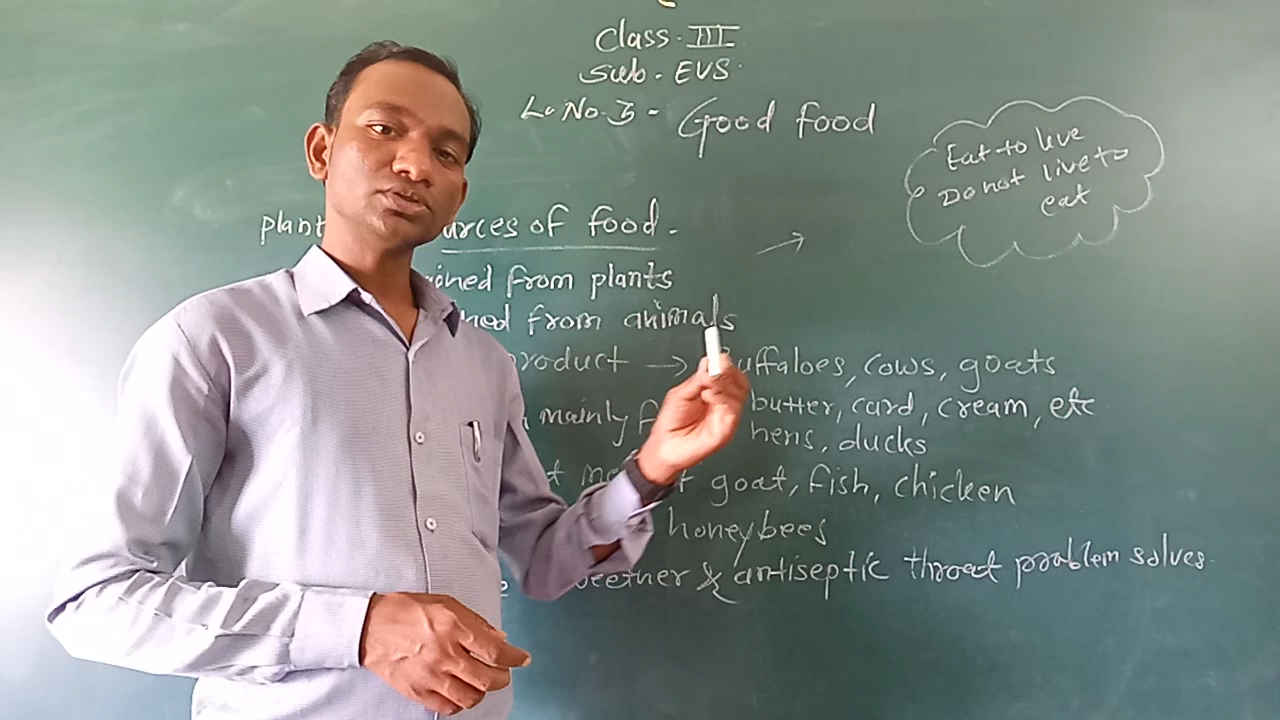 Class. III
Sub. EVS.
L. No. 5 - Good food
Eat to live
Do not live to
eat
plant urces of food.
ained from plants
ned from animals
product → Buffaloes, cows, goats
mainly butter, curd, cream, etc
hens, ducks
goat, fish, chicken
honeybees
& antiseptic throat problem solves.